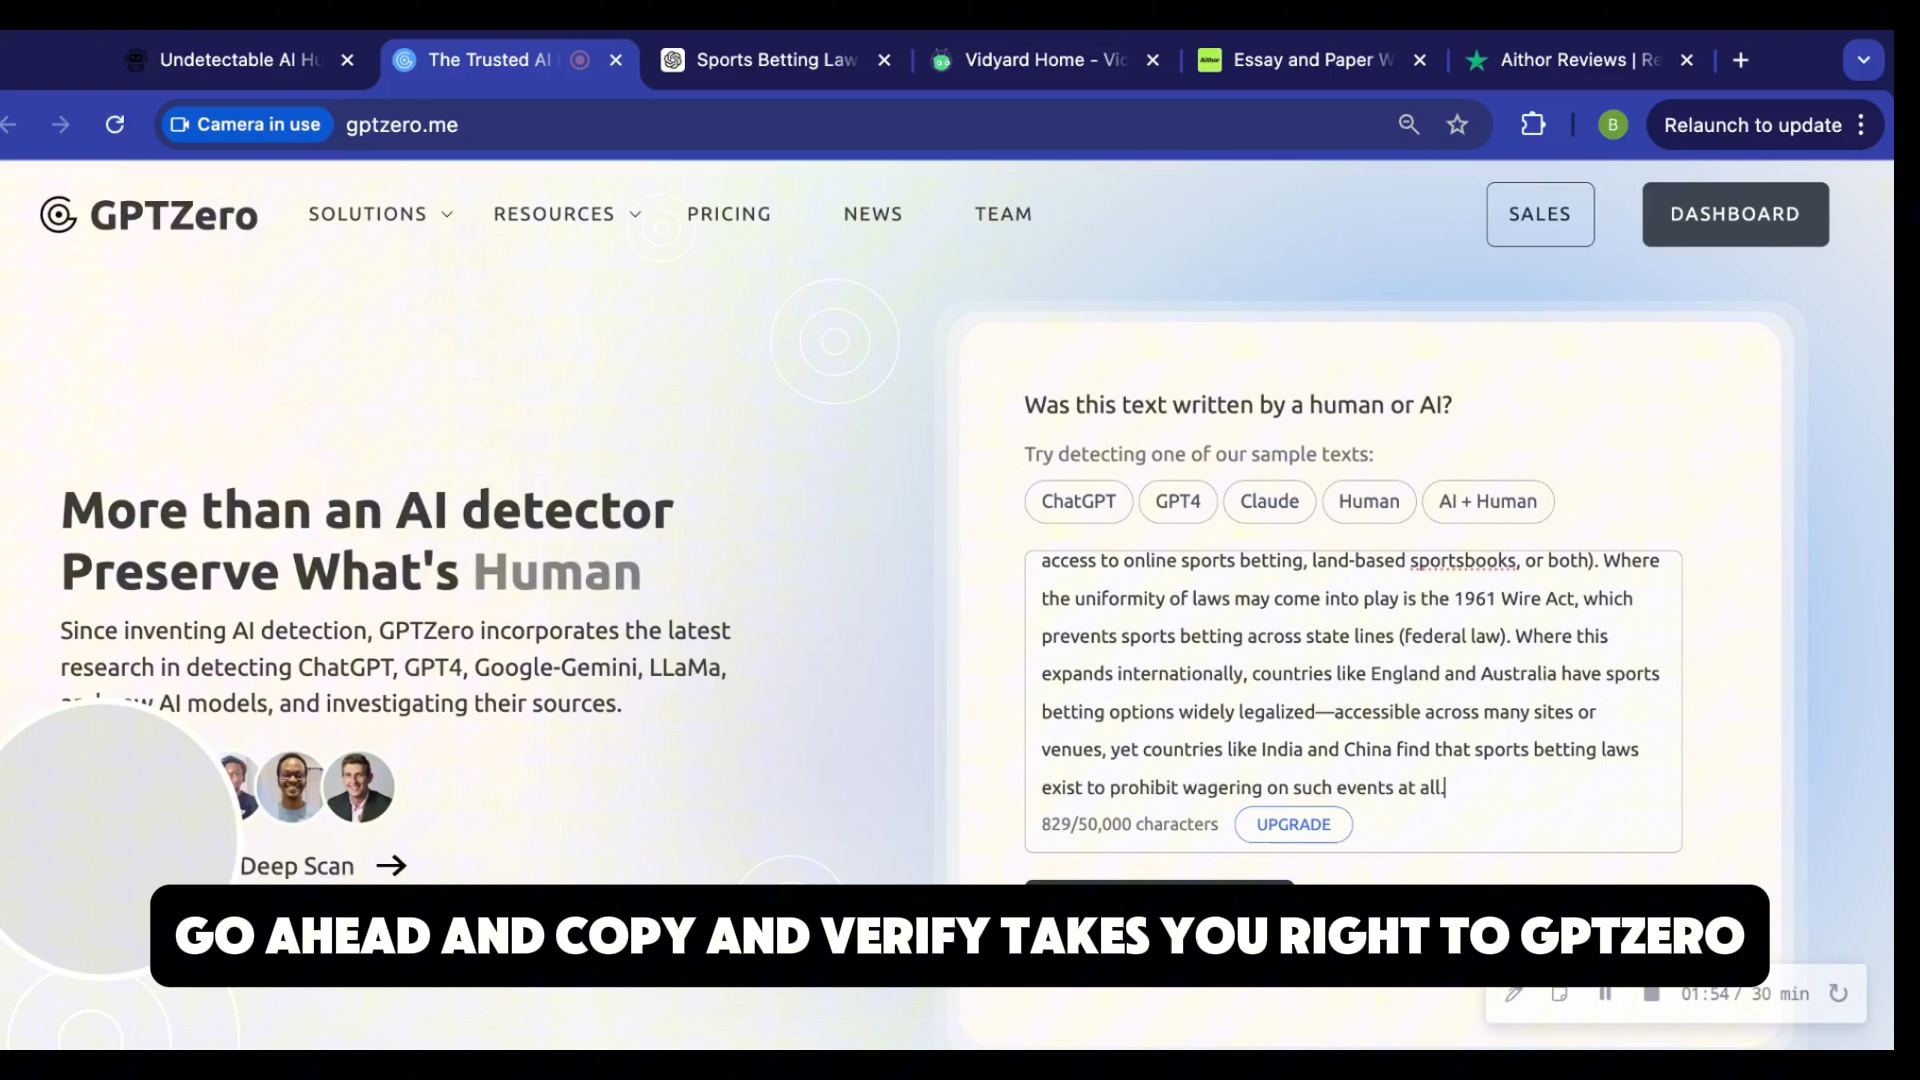 Undetectable AI Hu
The Trusted AI
Sports Betting Law
Vidyard Home - Vic
Aithor
Essay and Paper W
Aithor Reviews | Re
Camera in use
gptzero.me
B
Relaunch to update
GPTZero
SOLUTIONS
RESOURCES
PRICING
NEWS
TEAM
SALES
DASHBOARD
More than an AI detector
Preserve What's Human
Since inventing AI detection, GPTZero incorporates the latest
research in detecting ChatGPT, GPT4, Google-Gemini, LLaMa,
AI models, and investigating their sources.
Deep Scan
Was this text written by a human or AI?
Try detecting one of our sample texts:
ChatGPT
GPT4
Claude
Human
AI + Human
access to online sports betting, land-based sportsbooks, or both). Where
the uniformity of laws may come into play is the 1961 Wire Act, which
prevents sports betting across state lines (federal law). Where this
expands internationally, countries like England and Australia have sports
betting options widely legalized—accessible across many sites or
venues, yet countries like India and China find that sports betting laws
exist to prohibit wagering on such events at all.
829/50,000 characters
UPGRADE
GO AHEAD AND COPY AND VERIFY TAKES YOU RIGHT TO GPTZERO
01:54 / 30 min